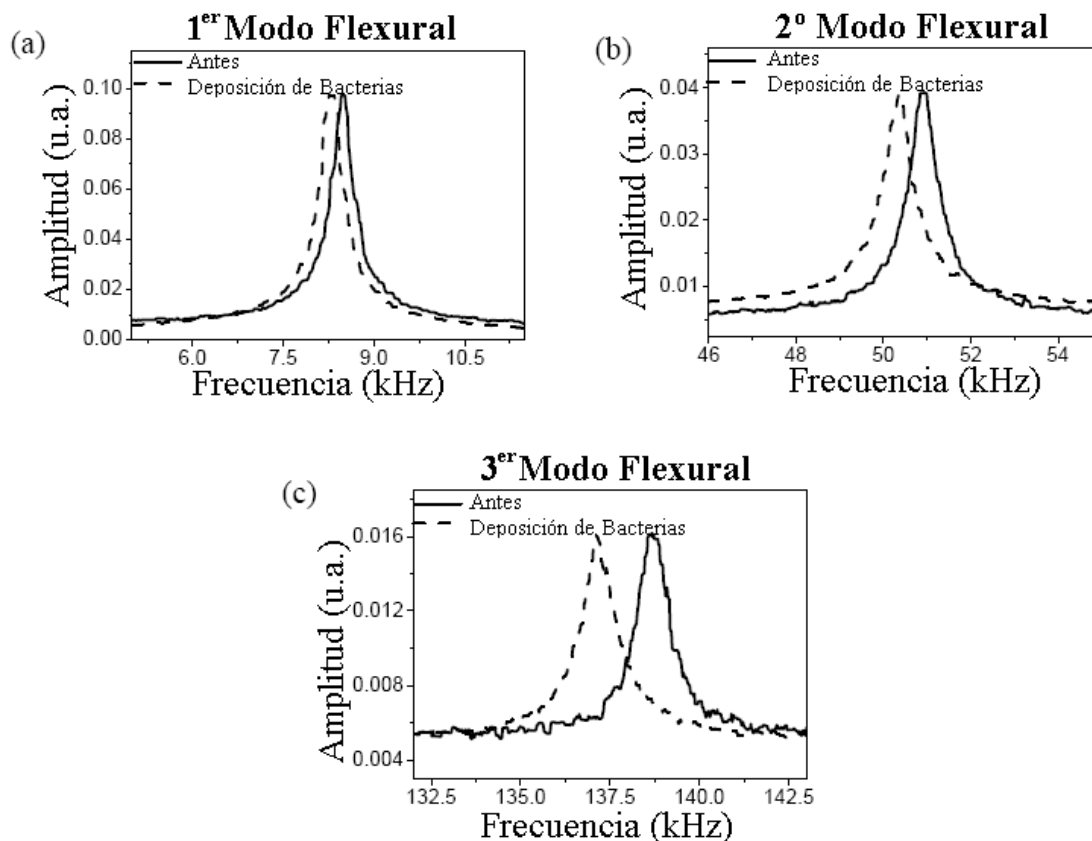 (a)
1er Modo Flexural
Antes
Deposición de Bacterias
Amplitud (u.a.)
0.10
0.08
0.06
0.04
0.02
0.00
6.0 7.5 9.0 10.5
Frecuencia (kHz)
(b)
2º Modo Flexural
Antes
Deposición de Bacterias
Amplitud (u.a.)
0.04
0.03
0.02
0.01
46 48 50 52 54
Frecuencia (kHz)
(c)
3er Modo Flexural
Antes
Deposición de Bacterias
Amplitud (u.a.)
0.016
0.012
0.008
0.004
132.5 135.0 137.5 140.0 142.5
Frecuencia (kHz)